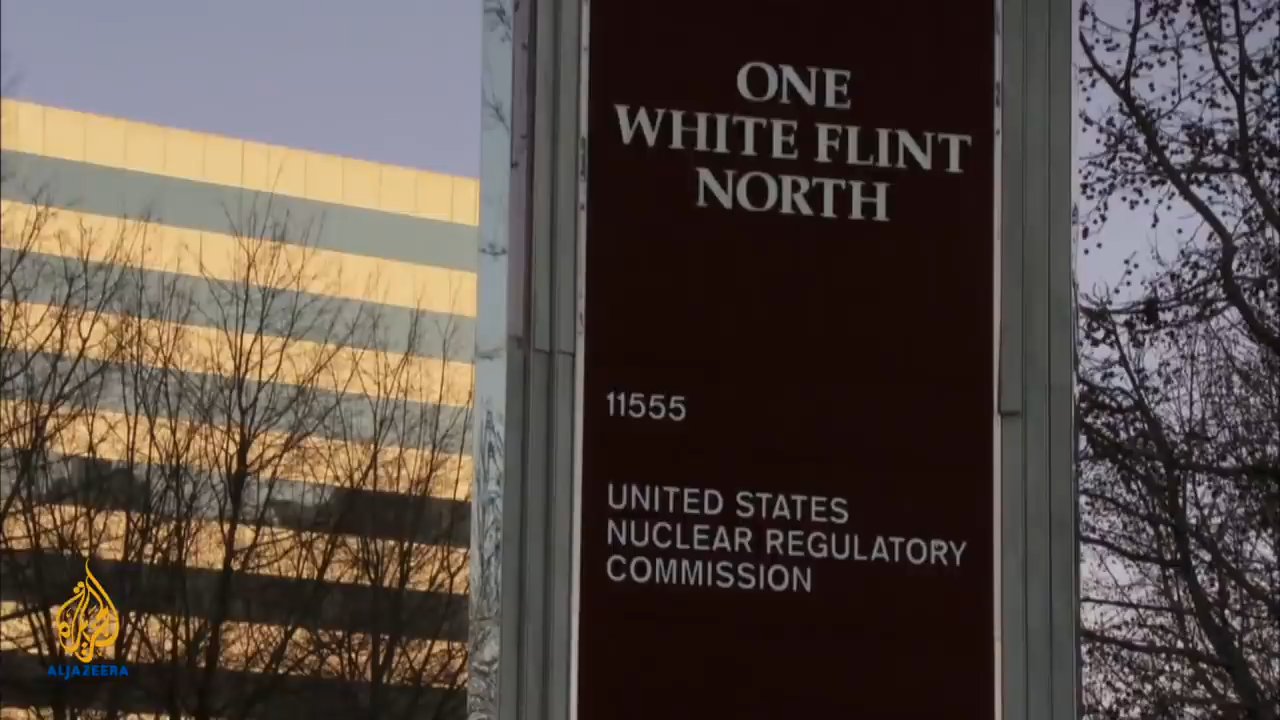 ONE
WHITE FLINT
NORTH
11555
UNITED STATES
NUCLEAR REGULATORY
COMMISSION
ALJAZEERA